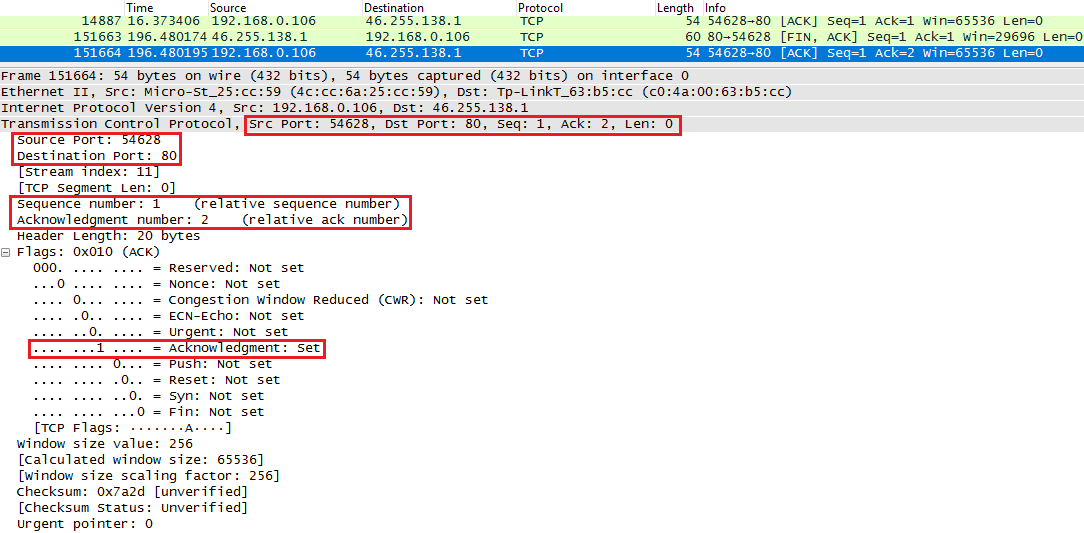 Time Source Destination Protocol Length Info
14887 16.373406 192.168.0.106 46.255.138.1 TCP 54 54628→80 [ACK] Seq=1 Ack=1 Win=65536 Len=0
151663 196.480174 46.255.138.1 192.168.0.106 TCP 60 80→54628 [FIN, ACK] Seq=1 Ack=1 Win=29696 Len=0
151664 196.480195 192.168.0.106 46.255.138.1 TCP 54 54628→80 [ACK] Seq=1 Ack=2 Win=65536 Len=0
Frame 151664: 54 bytes on wire (432 bits), 54 bytes captured (432 bits) on interface 0
Ethernet II, Src: Micro-St_25:cc:59 (4c:cc:6a:25:cc:59), Dst: Tp-LinkT_63:b5:cc (c0:4a:00:63:b5:cc)
Internet Protocol Version 4, Src: 192.168.0.106, Dst: 46.255.138.1
Transmission Control Protocol, Src Port: 54628, Dst Port: 80, Seq: 1, Ack: 2, Len: 0
Source Port: 54628
Destination Port: 80
[Stream index: 11]
[TCP Segment Len: 0]
Sequence number: 1 (relative sequence number)
Acknowledgment number: 2 (relative ack number)
Header Length: 20 bytes
Flags: 0x010 (ACK)
000. .... .... = Reserved: Not set
...0 .... .... = Nonce: Not set
.... 0... .... = Congestion Window Reduced (CWR): Not set
.... .0.. .... = ECN-Echo: Not set
.... ..0. .... = Urgent: Not set
.... ...1 .... = Acknowledgment: Set
.... .... 0... = Push: Not set
.... .... .0.. = Reset: Not set
.... .... ..0. = Syn: Not set
.... .... ...0 = Fin: Not set
[TCP Flags: ·······A····]
Window size value: 256
[Calculated window size: 65536]
[Window size scaling factor: 256]
Checksum: 0x7a2d [unverified]
[Checksum Status: Unverified]
Urgent pointer: 0